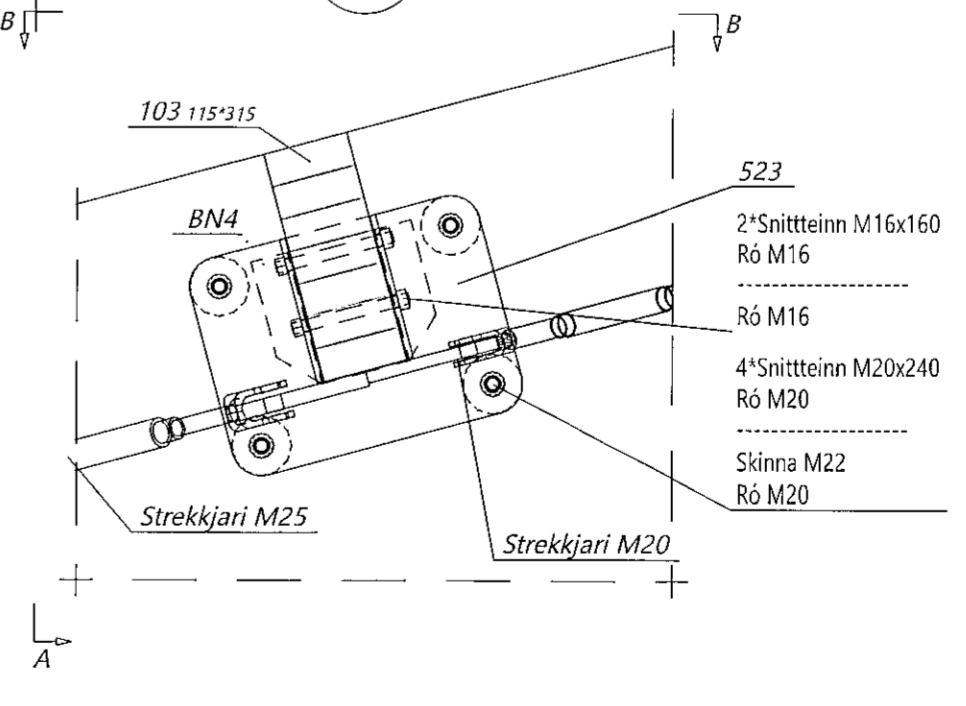 B
B
103 115*315
523
BN4
2*Snittteinn M16x160
Ró M16
Ró M16
4*Snittteinn M20x240
Ró M20
Skinna M22
Ró M20
Strekkjari M25
Strekkjari M20
A